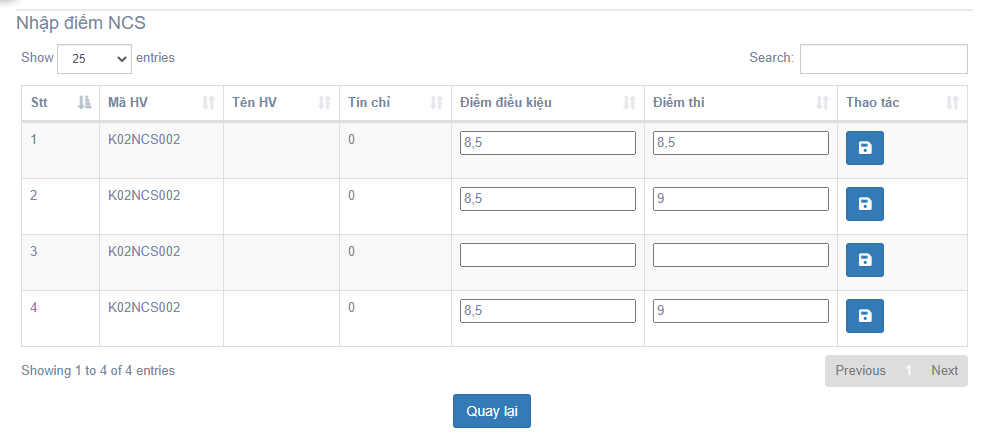 Nhập điểm NCS
Show 25 entries Search:
Stt Mã HV Tên HV Tín chỉ Điểm điều kiệu Điểm thi Thao tác
1 K02NCS002 0 8,5 8,5
2 K02NCS002 0 8,5 9
3 K02NCS002 0
4 K02NCS002 0 8,5 9
Showing 1 to 4 of 4 entries Previous 1 Next
Quay lại